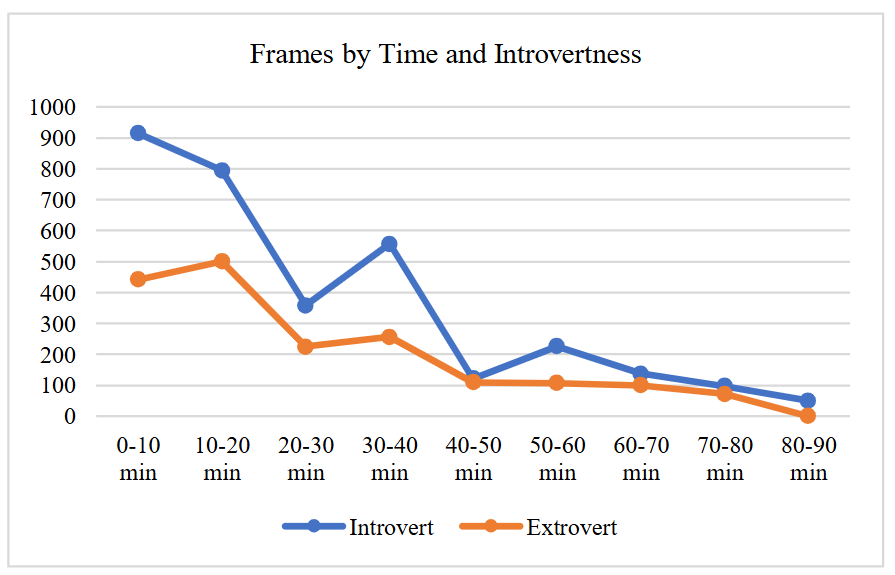 Frames by Time and Introvertness
1000
900
800
700
600
500
400
300
200
100
0
0-10 min
10-20 min
20-30 min
30-40 min
40-50 min
50-60 min
60-70 min
70-80 min
80-90 min
Introvert
Extrovert